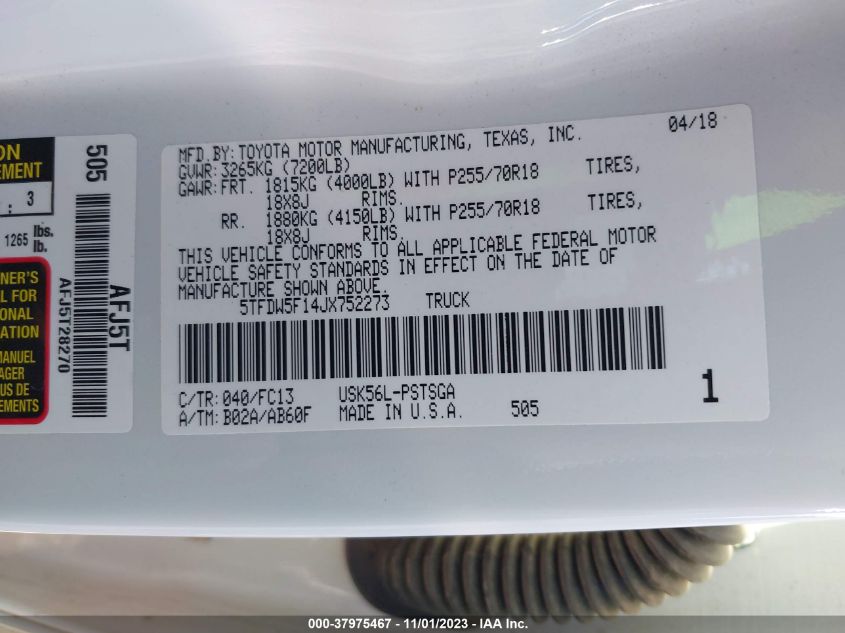 ON
EMENT
: 3
1265 lbs.
lb.
NER'S
L FOR
ONAL
ATION
MANUEL
AGER
US DE
EMENTS
505
AFJ5T
AFJ5T28270
MFD.BY:TOYOTA MOTOR MANUFACTURING, TEXAS, INC. 04/18
GVWR:3265KG (7200LB)
GAWR:FRT. 1815KG (4000LB) WITH P255/70R18 TIRES,
18X8J RIMS.
RR. 1880KG (4150LB) WITH P255/70R18 TIRES,
18X8J RIMS.
THIS VEHICLE CONFORMS TO ALL APPLICABLE FEDERAL MOTOR
VEHICLE SAFETY STANDARDS IN EFFECT ON THE DATE OF
MANUFACTURE SHOWN ABOVE.
5TFDW5F14JX752273 TRUCK
C/TR:040/FC13 USK56L-PSTSGA
A/TM:B02A/AB60F MADE IN U.S.A. 505
1
000-37975467 - 11/01/2023 - IAA Inc.